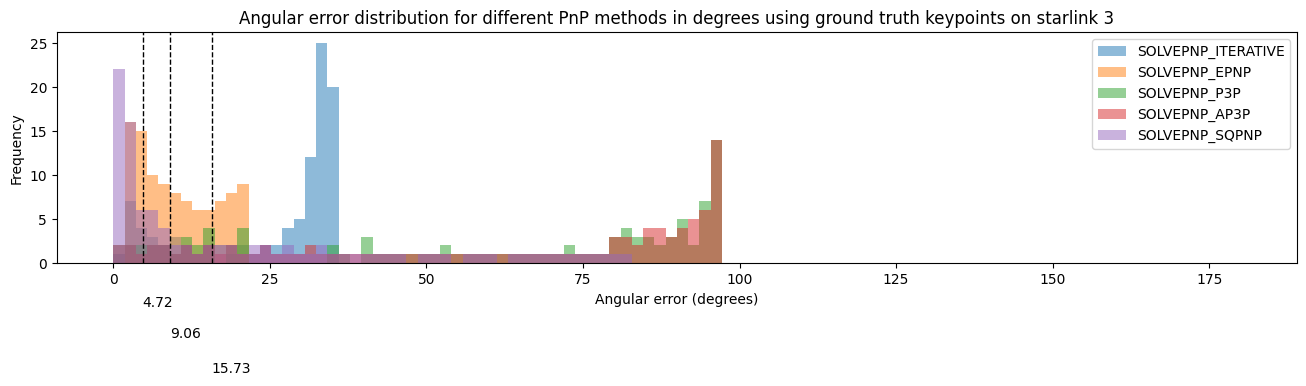 Angular error distribution for different PnP methods in degrees using ground truth keypoints on starlink 3
25
20
15
10
5
0
Frequency
SOLVEPNP_ITERATIVE
SOLVEPNP_EPNP
SOLVEPNP_P3P
SOLVEPNP_AP3P
SOLVEPNP_SQPNP
0 25 50 75 100 125 150 175
Angular error (degrees)
4.72
9.06
15.73